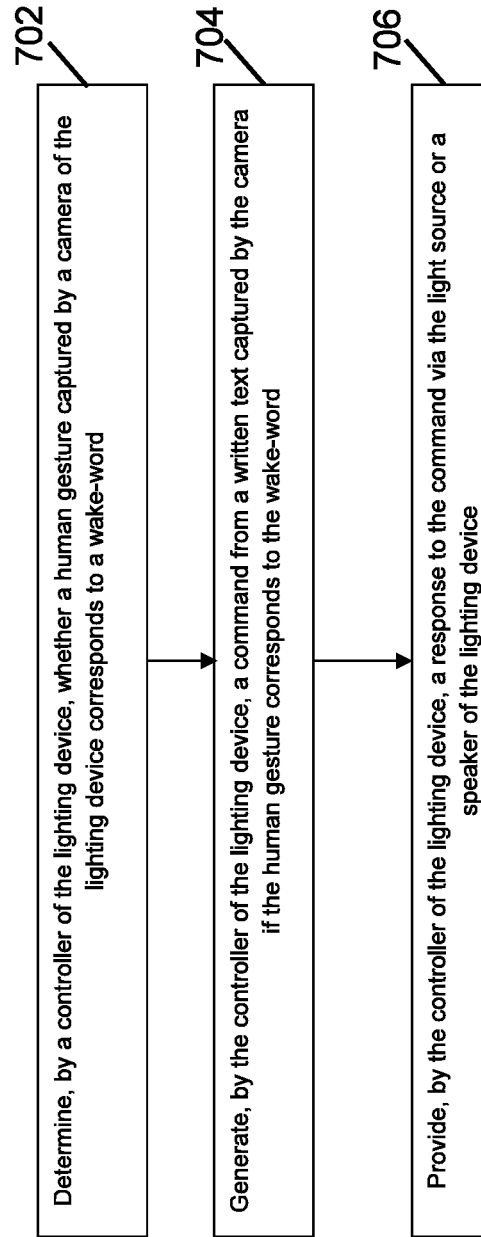 702
Determine, by a controller of the lighting device, whether a human gesture captured by a camera of the
lighting device corresponds to a wake-word
704
Generate, by the controller of the lighting device, a command from a written text captured by the camera
if the human gesture corresponds to the wake-word
706
Provide, by the controller of the lighting device, a response to the command via the light source or a
speaker of the lighting device